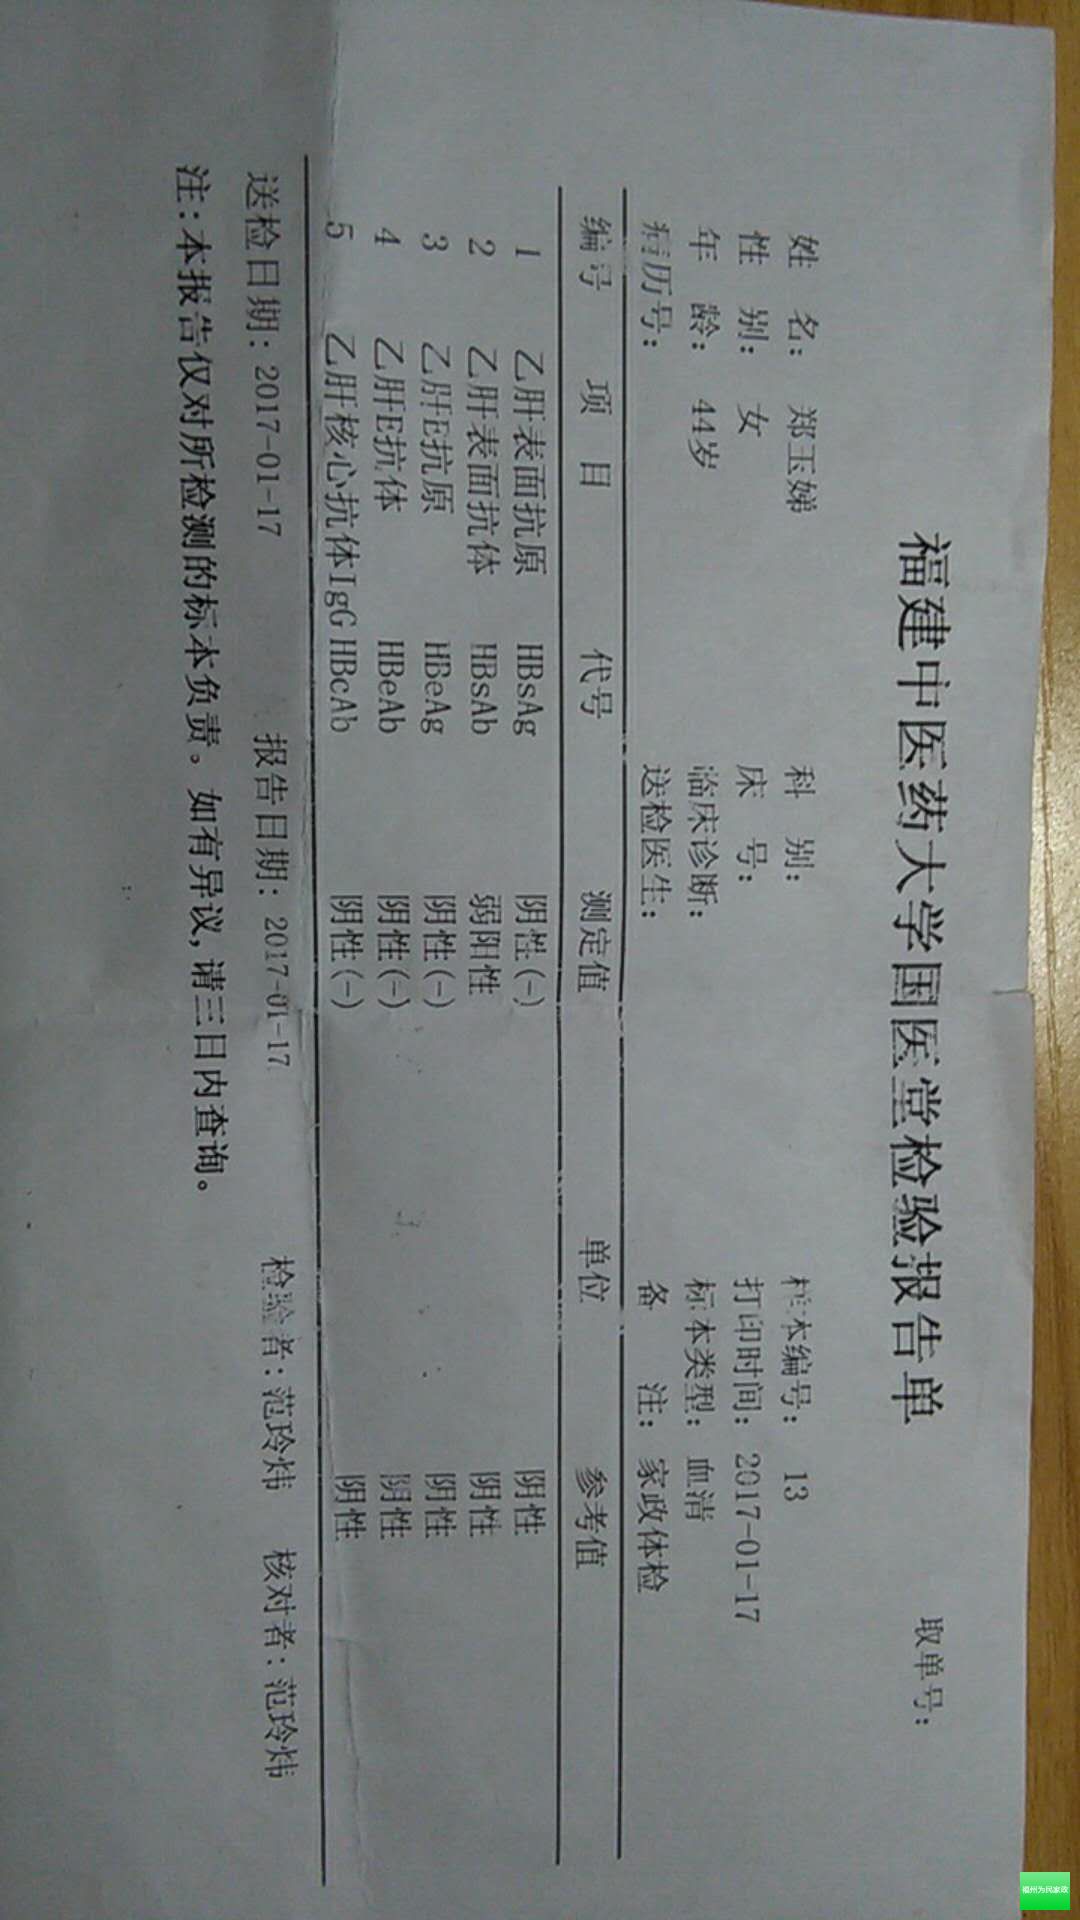 福建中医药大学国医堂检验报告单
取单号:
姓 名: 郑玉娣 科 别: 样本编号: 13
性 别: 女 床 号: 打印时间: 2017-01-17
年 龄: 44岁 临床诊断: 标本类型: 血清
病历号: 送检医生: 备 注: 家政体检
编号 项 目 代号 测定值 单位 参考值
1 乙肝表面抗原 HBsAg 阴性(-) 阴性
2 乙肝表面抗体 HBsAb 弱阳性 阴性
3 乙肝E抗原 HBeAg 阴性(-) 阴性
4 乙肝E抗体 HBeAb 阴性(-) 阴性
5 乙肝核心抗体IgG HBcAb 阴性(-) 阴性
送检日期: 2017-01-17 报告日期: 2017-01-17 检验者: 范玲炜 核对者: 范玲炜
注:本报告仅对所检测的标本负责。如有异议,请三日内查询。
福州为民家政